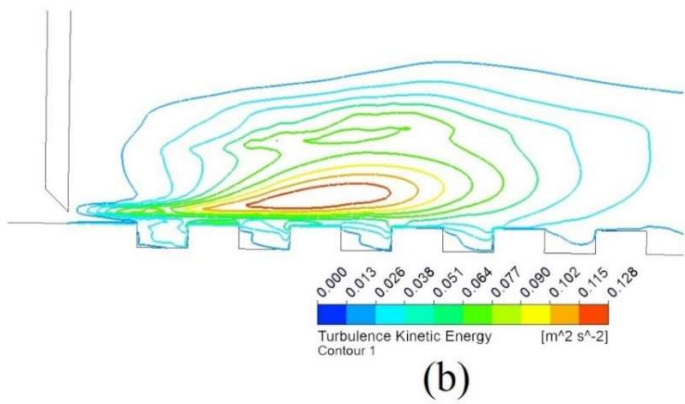 0.000 0.013 0.026 0.038 0.051 0.064 0.077 0.090 0.102 0.115 0.128
Turbulence Kinetic Energy [m^2 s^-2]
Contour 1
(b)